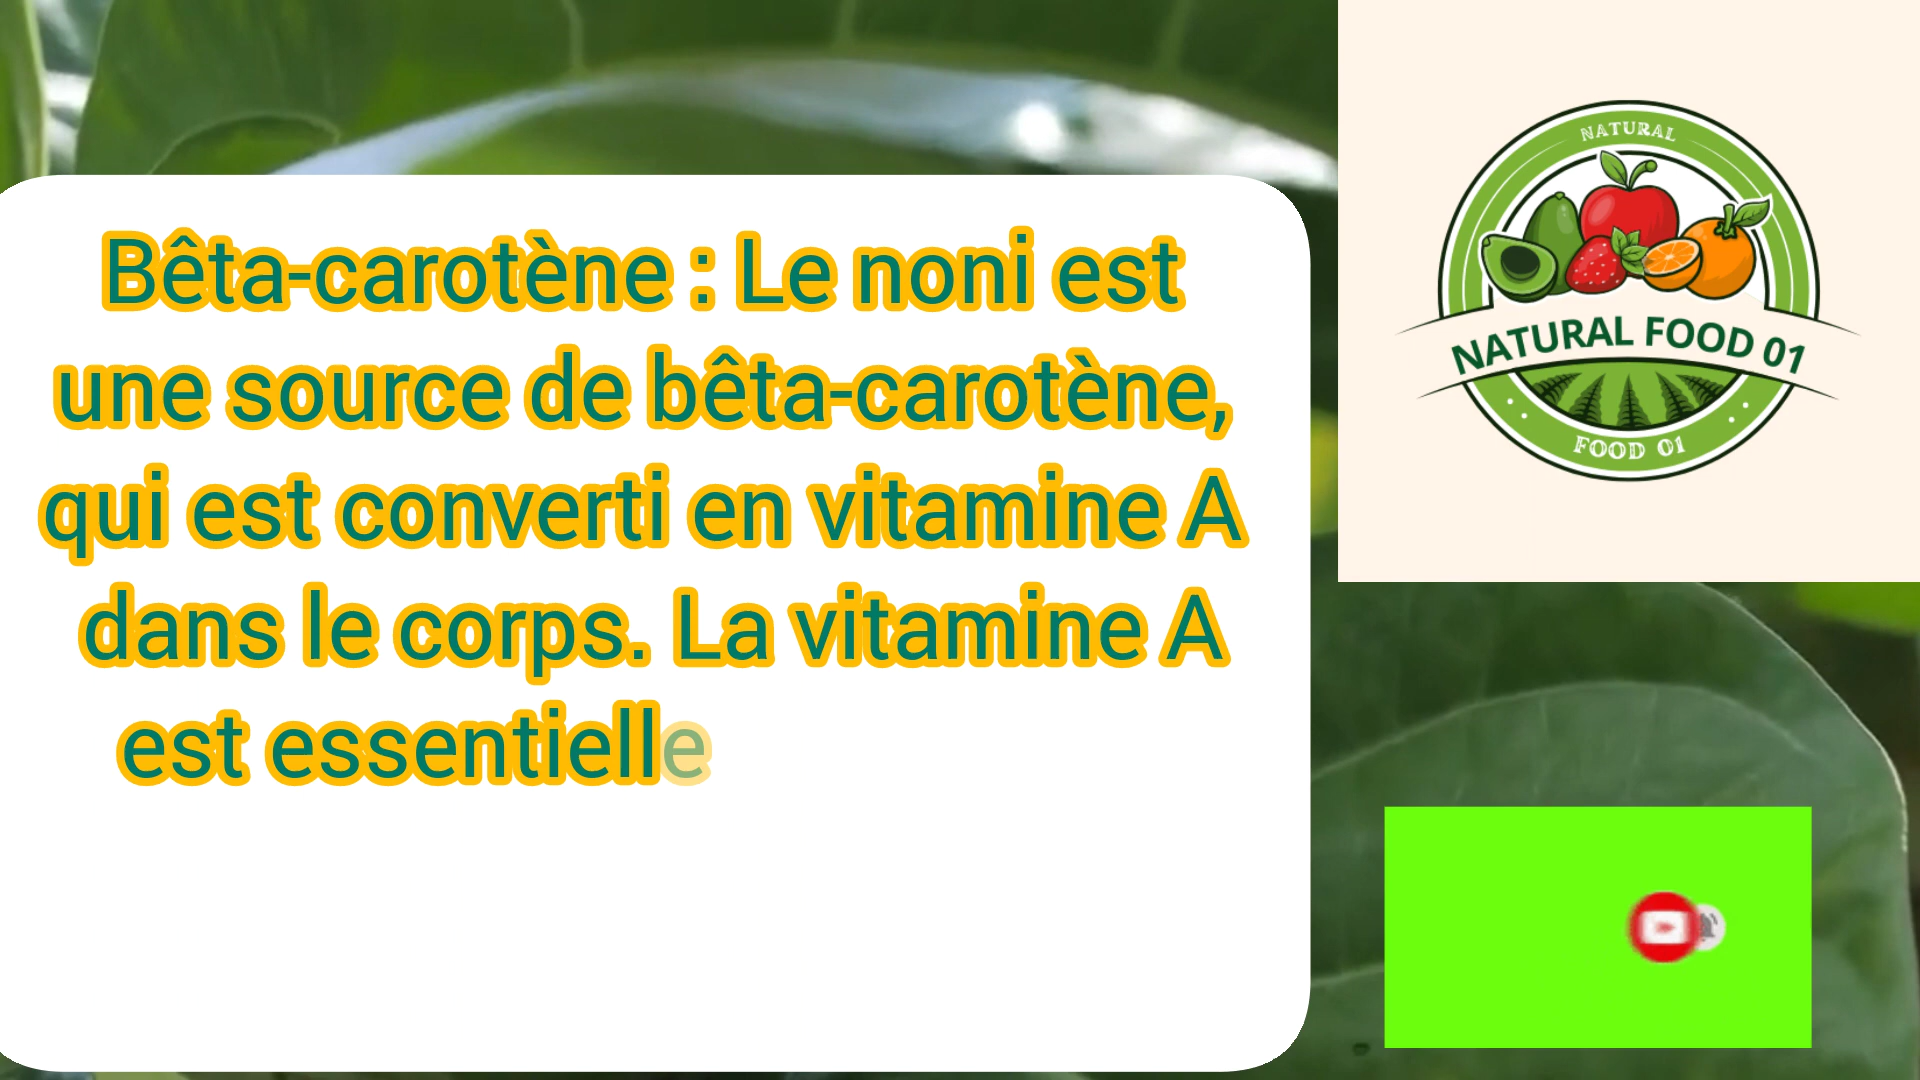 Bêta-carotène : Le noni est
une source de bêta-carotène,
qui est converti en vitamine A
dans le corps. La vitamine A
est essentielle
NATURAL
NATURAL FOOD 01
FOOD 01